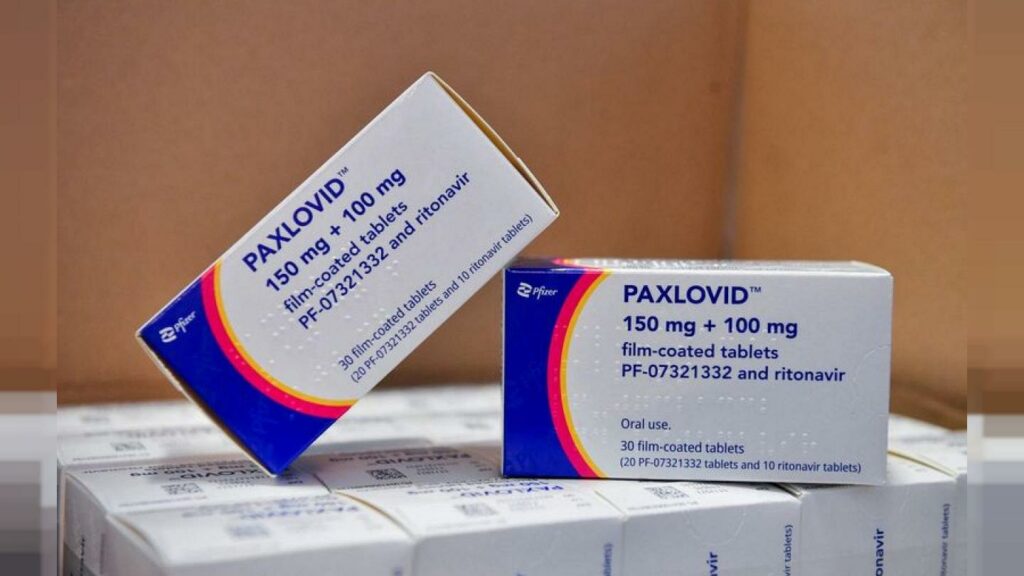 PAXLOVID™
150 mg + 100 mg
film-coated tablets
PF-07321332 and ritonavir
30 film-coated tablets
(20 PF-07321332 tablets and 10 ritonavir tablets)
Pfizer
Pfizer
PAXLOVID™
150 mg + 100 mg
film-coated tablets
PF-07321332 and ritonavir
Oral use.
30 film-coated tablets
(20 PF-07321332 tablets and 10 ritonavir tablets)
PAXLOVID